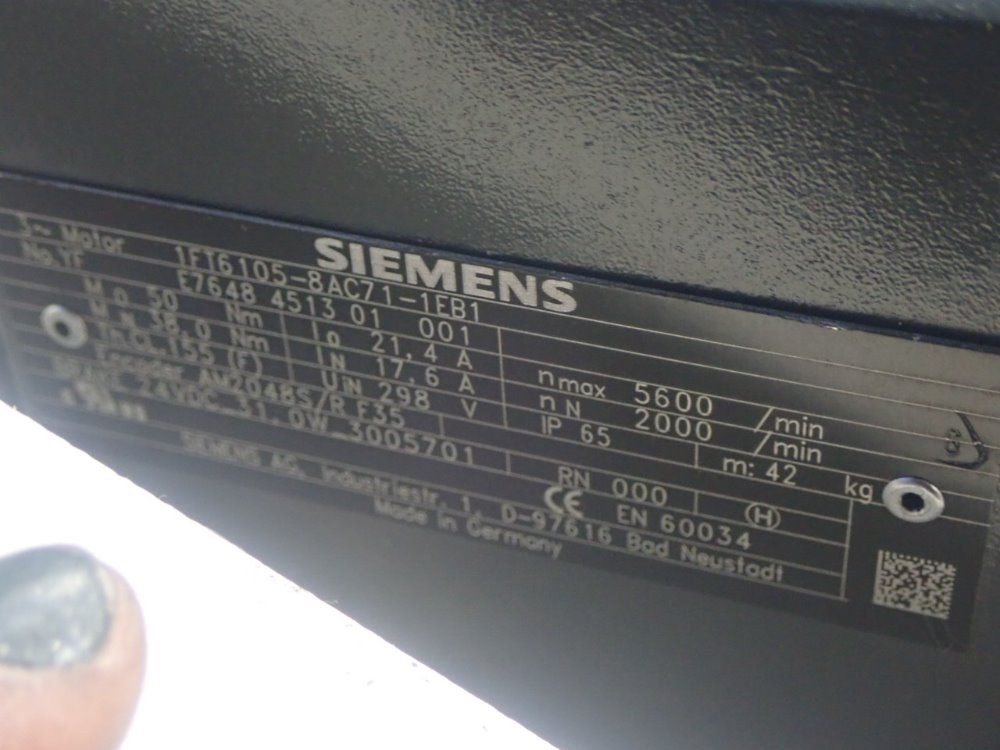 SIEMENS
3~ Motor 1FT6105-8AC71-1EB1
No.YF E7648 4513 01 001
M o 50 Nm I o 21,4 A n max 5600 /min
M N 38,0 Nm I N 17,6 A n N 2000 /min
Th.CL.155 (F) U iN 298 V IP 65 m: 42 kg
Encoder AM2048S/R F35 RN 000 H
24VDC 31,0W 3005701 CE EN 60034
SIEMENS AG, Industriestr. 1, D-97616 Bad Neustadt
Made in Germany